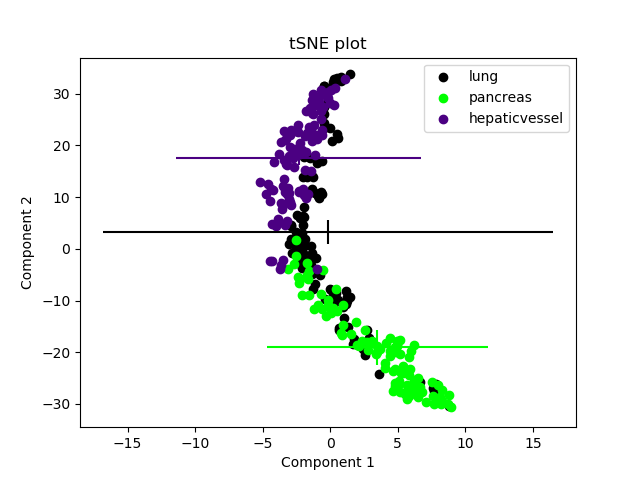 tSNE plot
lung
pancreas
hepaticvessel
Component 2
30
20
10
0
−10
−20
−30
−15
−10
−5
0
5
10
15
Component 1